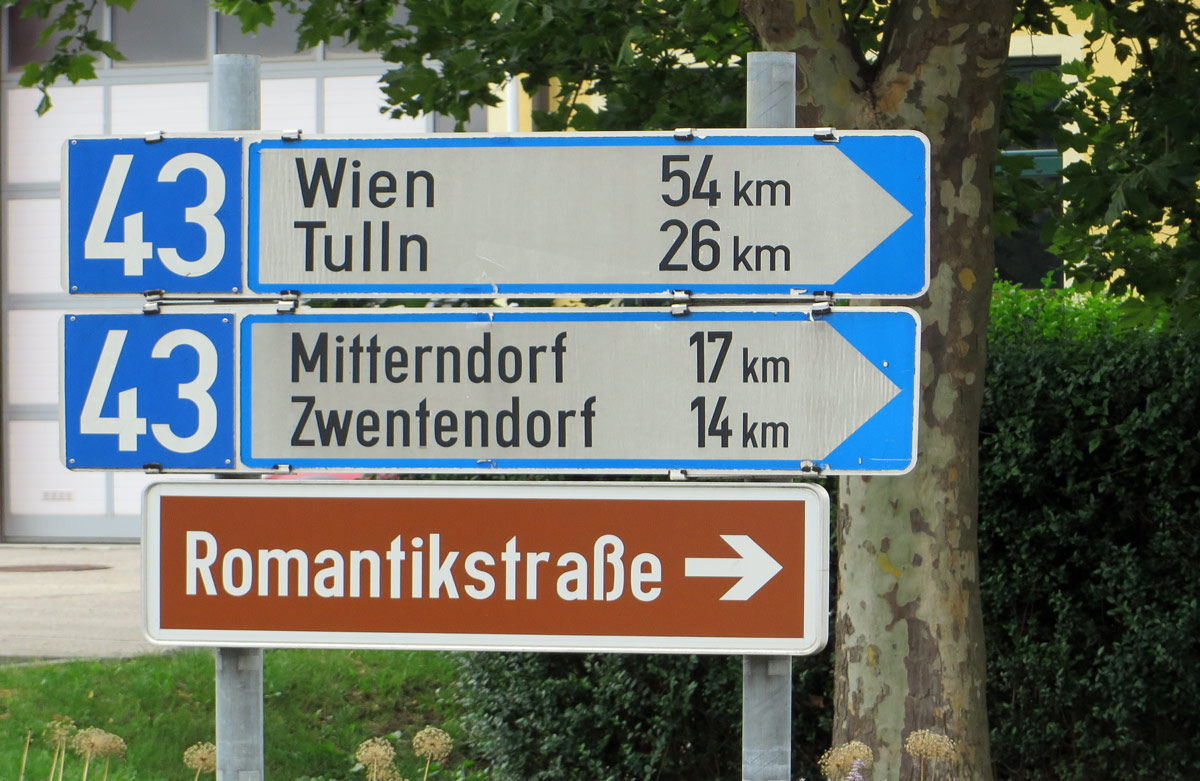 43 Wien 54 km
Tulln 26 km
43 Mitterndorf 17 km
Zwentendorf 14 km
Romantikstraße